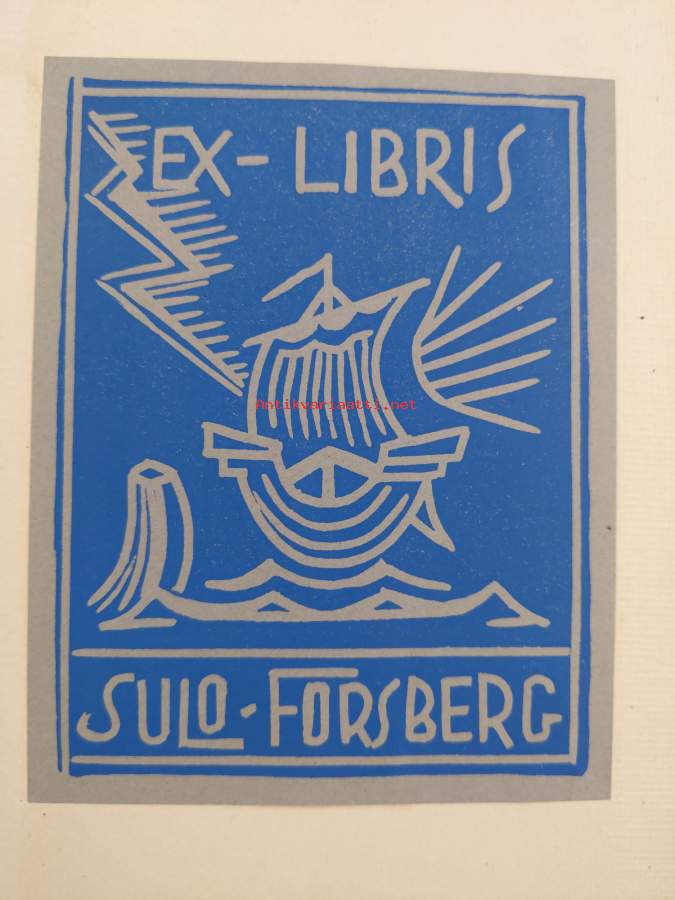 EX-LIBRIS
Antikvariaatti.net
SULO-FORSBERG